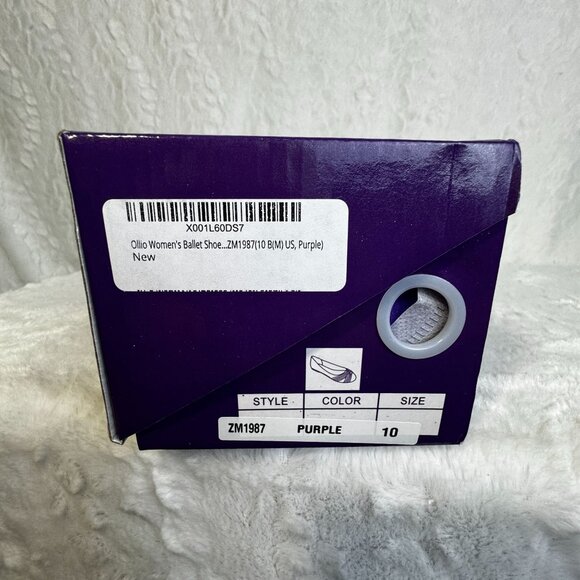 X001L60DS7
Ollio Women's Ballet Shoe...ZM1987(10 B(M) US, Purple)
New
STYLE COLOR SIZE
ZM1987 PURPLE 10